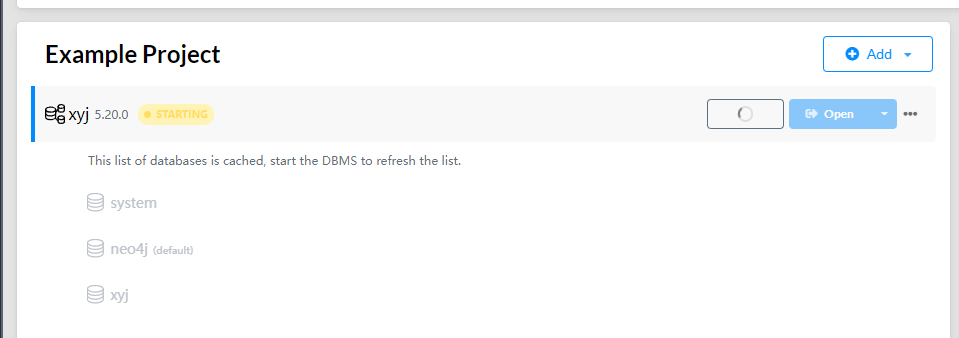 Example Project
Add
xyj 5.20.0 STARTING
Open
This list of databases is cached, start the DBMS to refresh the list.
system
neo4j (default)
xyj